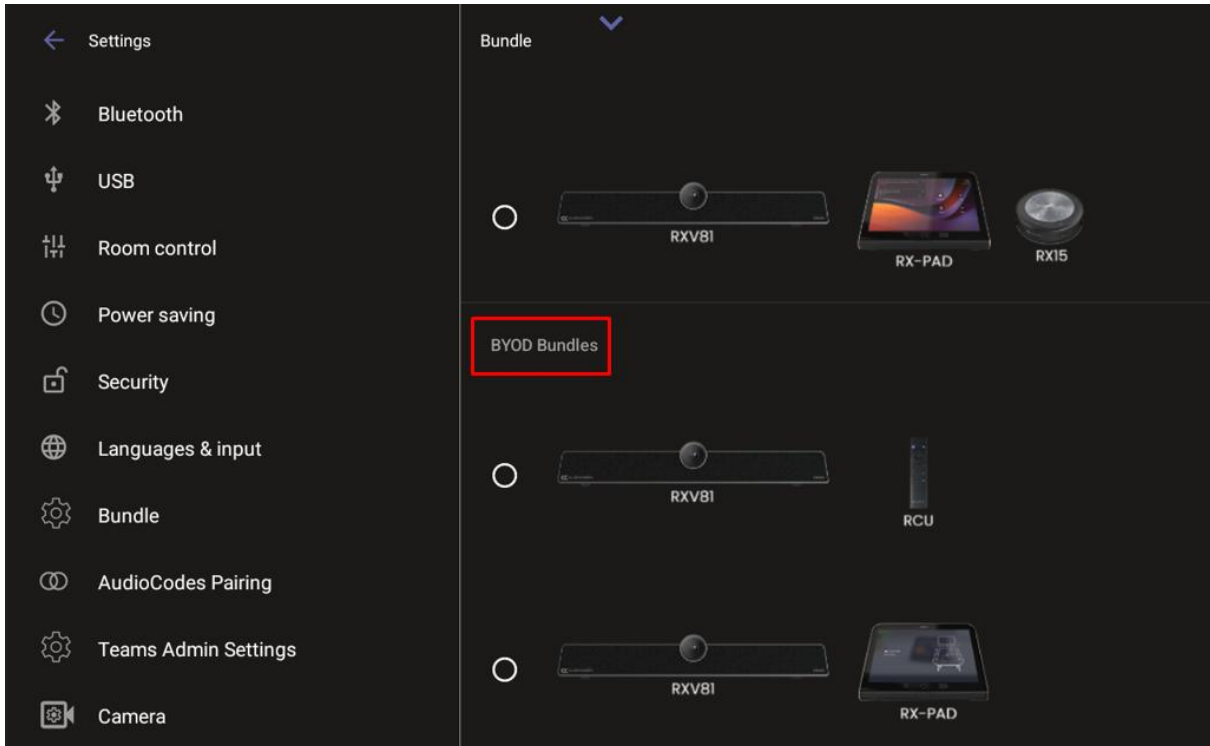 Settings
Bluetooth
USB
Room control
Power saving
Security
Languages & input
Bundle
AudioCodes Pairing
Teams Admin Settings
Camera
Bundle
RXV81
RX-PAD
RX15
BYOD Bundles
RXV81
RCU
RXV81
RX-PAD